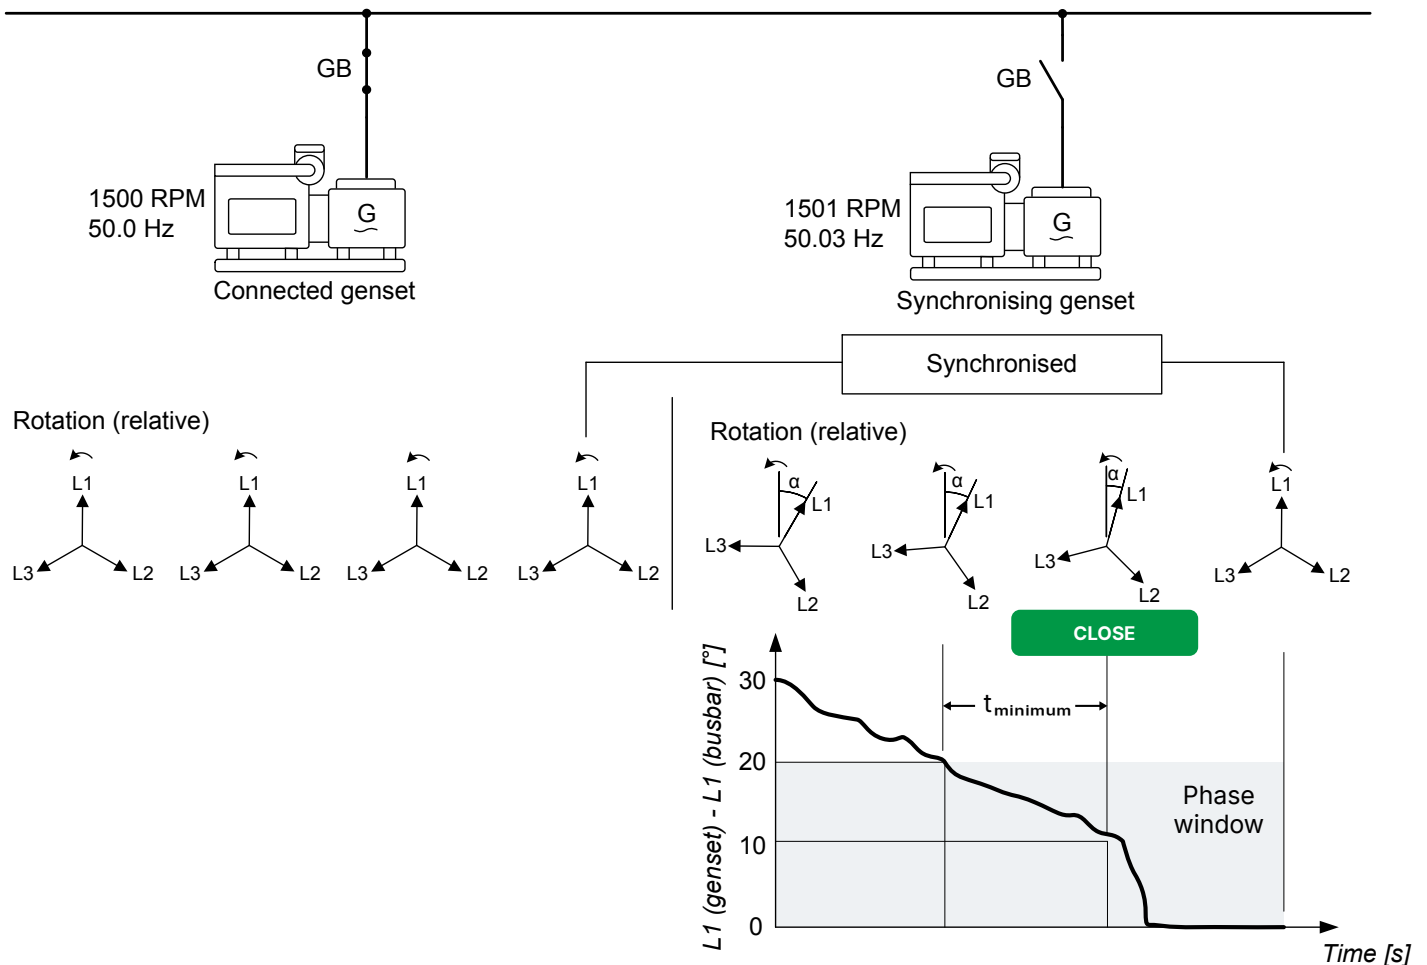 GB
GB
1500 RPM
50.0 Hz
G
1501 RPM
50.03 Hz
G
Connected genset
Synchronising genset
Synchronised
Rotation (relative)
Rotation (relative)
L1
L3
L2
L1
L3
L2
L1
L3
L2
L1
L3
L2
α
L1
L3
L2
α
L1
L3
L2
α
L1
L3
L2
L1
L3
L2
CLOSE
L1 (genset) - L1 (busbar) [°]
30
20
10
0
t minimum
Phase
window
Time [s]